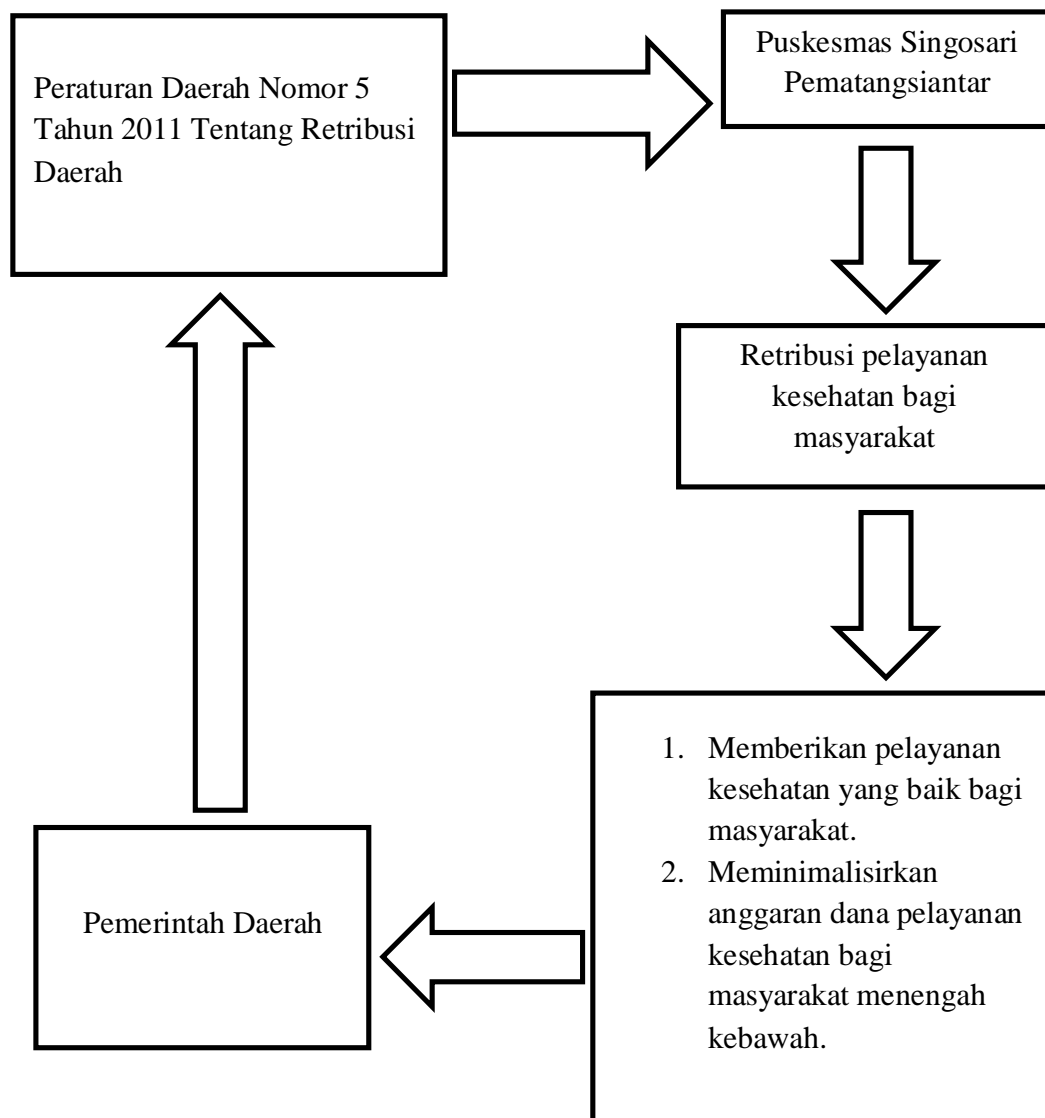 Peraturan Daerah Nomor 5
Tahun 2011 Tentang Retribusi
Daerah
Puskesmas Singosari
Pematangsiantar
Retribusi pelayanan
kesehatan bagi
masyarakat
1. Memberikan pelayanan
kesehatan yang baik bagi
masyarakat.
2. Meminimalisirkan
anggaran dana pelayanan
kesehatan bagi
masyarakat menengah
kebawah.
Pemerintah Daerah